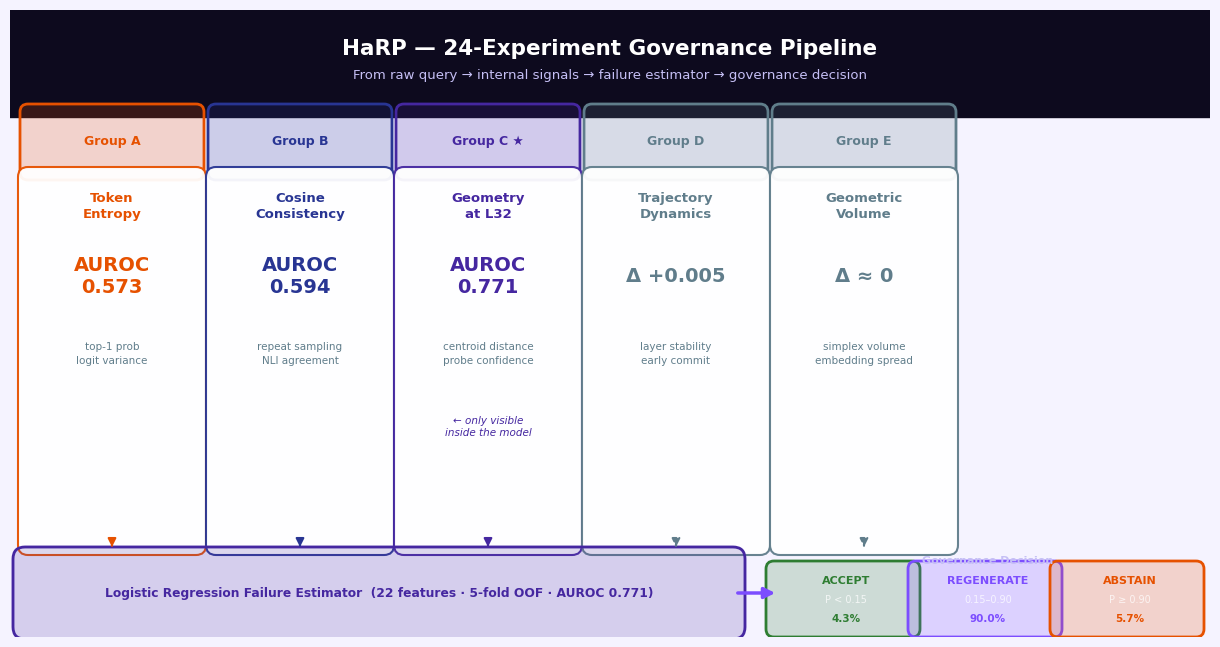 HaRP — 24-Experiment Governance Pipeline
From raw query → internal signals → failure estimator → governance decision
Group A
Token
Entropy
AUROC
0.573
top-1 prob
logit variance
Group B
Cosine
Consistency
AUROC
0.594
repeat sampling
NLI agreement
Group C ★
Geometry
at L32
AUROC
0.771
centroid distance
probe confidence
← only visible
inside the model
Group D
Trajectory
Dynamics
Δ +0.005
layer stability
early commit
Group E
Geometric
Volume
Δ ≈ 0
simplex volume
embedding spread
Logistic Regression Failure Estimator (22 features · 5-fold OOF · AUROC 0.771)
Governance Decision
ACCEPT
P < 0.15
4.3%
REGENERATE
0.15–0.90
90.0%
ABSTAIN
P ≥ 0.90
5.7%